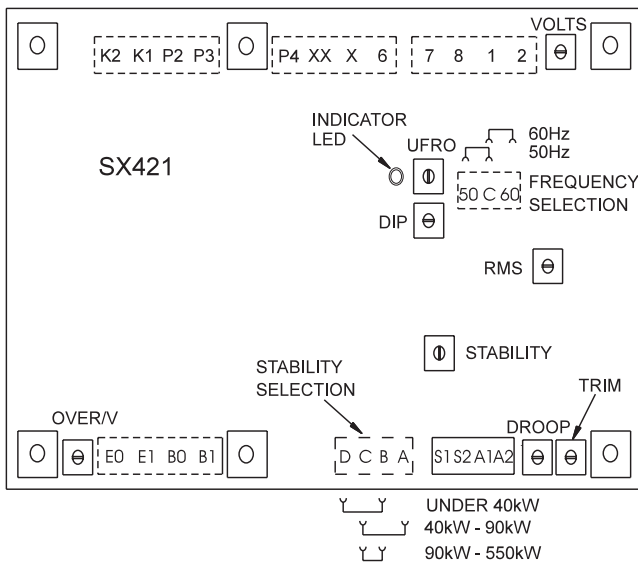 VOLTS
K2 K1 P2 P3 P4 XX X 6 7 8 1 2
INDICATOR
LED
UFRO
60Hz
50Hz
SX421
50 C 60
FREQUENCY
SELECTION
DIP
RMS
STABILITY
STABILITY
SELECTION
TRIM
OVER/V
DROOP
E0 E1 B0 B1
D C B A
S1 S2 A1 A2
UNDER 40kW
40kW - 90kW
90kW - 550kW